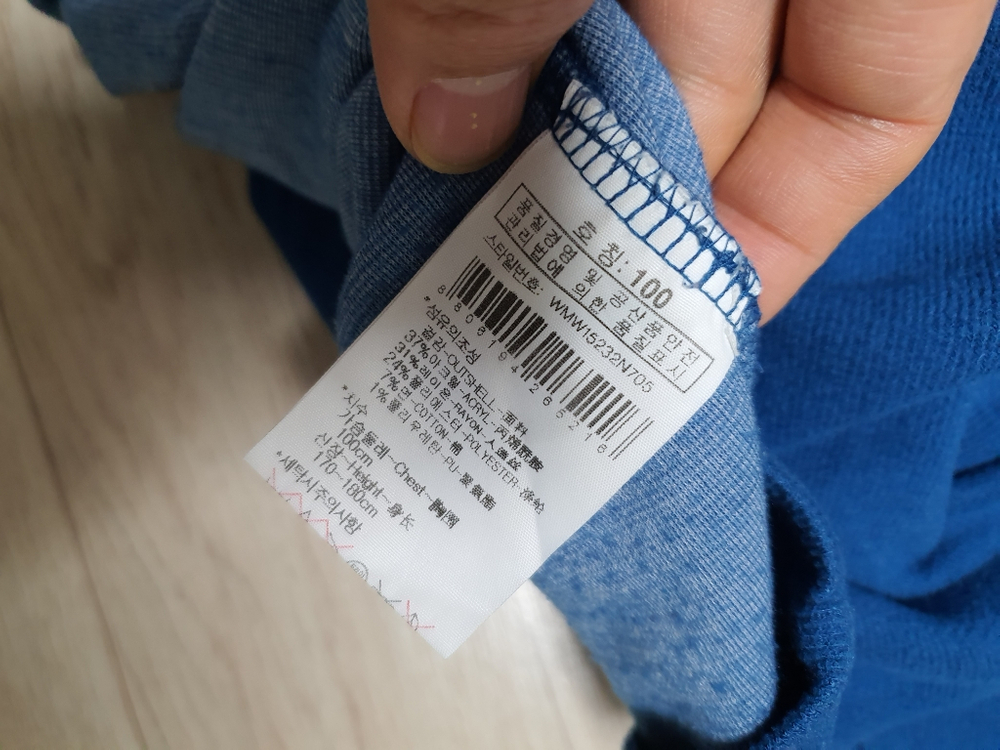 호 칭: 100
품질경영 및 공산품안전
관리법에 의한 품질표시
스타일번호: WMW15232N705
*섬유의조성
겉감-OUTSHELL-面料
37%아크릴-ACRYL-丙烯酰胺
31%레이온-RAYON-人造丝
24%폴리에스터-POLYESTER-涤纶
7%면-COTTON-棉
1%폴리우레탄-PU-聚氨酯
*치수
가슴둘레-Chest-胸围
100cm
신장-Height-身长
170~180cm
*세탁시주의사항